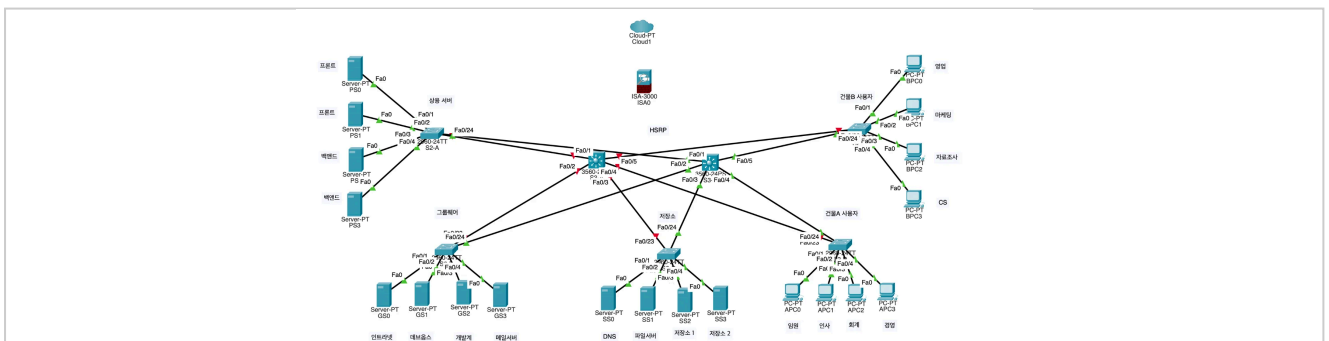 Cloud-PT
Cloud1
ISA-3000
ISA0
HSRP
프론트
Fa0
Server-PT
PS0
상용 서버
프론트
Fa0
Server-PT
PS1
Fa0/1
Fa0/2
Fa0/3
Fa0/4
Fa0/24
2960-24TT
S2-A
백앤드
Fa0
Server-PT
백엔드
Fa0
Server-PT
PS3
Fa0/1
Fa0/2
Fa0/3
Fa0/4
Fa0/5
Fa0/1
Fa0/2
Fa0/3
Fa0/4
Fa0/5
건물B 사용자
Fa0/1
Fa0/2
Fa0/3
Fa0/4
Fa0/24
영업
Fa0
PC-PT
BPC0
마케팅
Fa0
BPC1
자료조사
Fa0
PC-PT
BPC2
CS
Fa0
PC-PT
BPC3
그룹웨어
Fa0/24
Fa0/2
Fa0/4
Fa0
Fa0
Fa0
Server-PT
GS0
Server-PT
GS1
Server-PT
GS2
Server-PT
GS3
인트라넷
데브옵스
개발계
메일서버
저장소
Fa0/24
Fa0/23
Fa0/1
Fa0/2
Fa0/4
Fa0
Fa0
Server-PT
SS0
Server-PT
SS1
Server-PT
SS2
Server-PT
SS3
DNS
파일서버
저장소 1
저장소 2
건물A 사용자
Fa0/24
Fa0/1
Fa0/2
Fa0/4
Fa0
Fa0
PC-PT
APC0
PC-PT
APC1
PC-PT
APC2
PC-PT
APC3
임원
인사
회계
경영